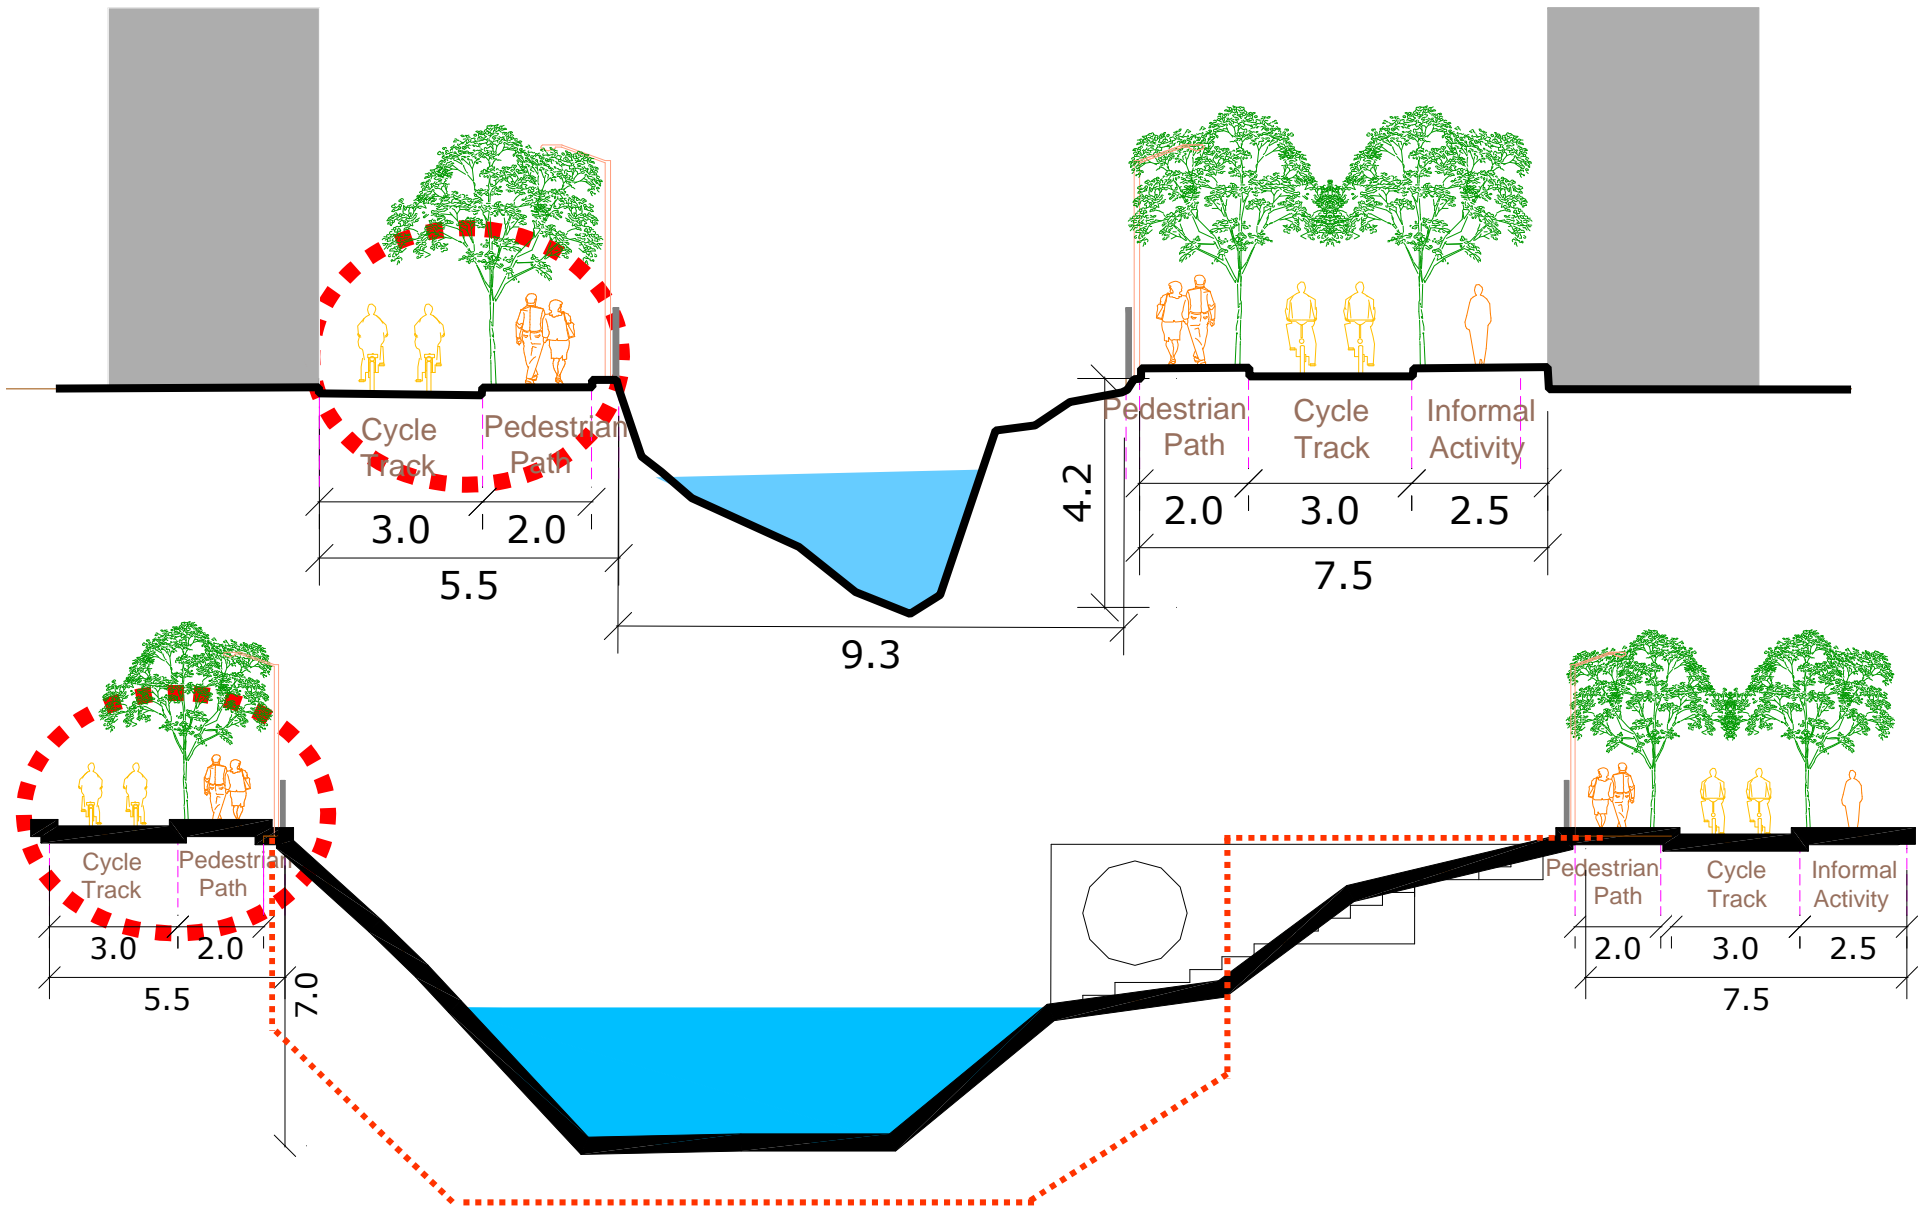 Cycle
Track
Pedestrian
Path
Pedestrian
Path
Cycle
Track
Informal
Activity
3.0
2.0
5.5
9.3
4.2
2.0
3.0
2.5
7.5
Cycle
Track
Pedestrian
Path
3.0
2.0
5.5
7.0
Pedestrian
Path
Cycle
Track
Informal
Activity
2.0
3.0
2.5
7.5